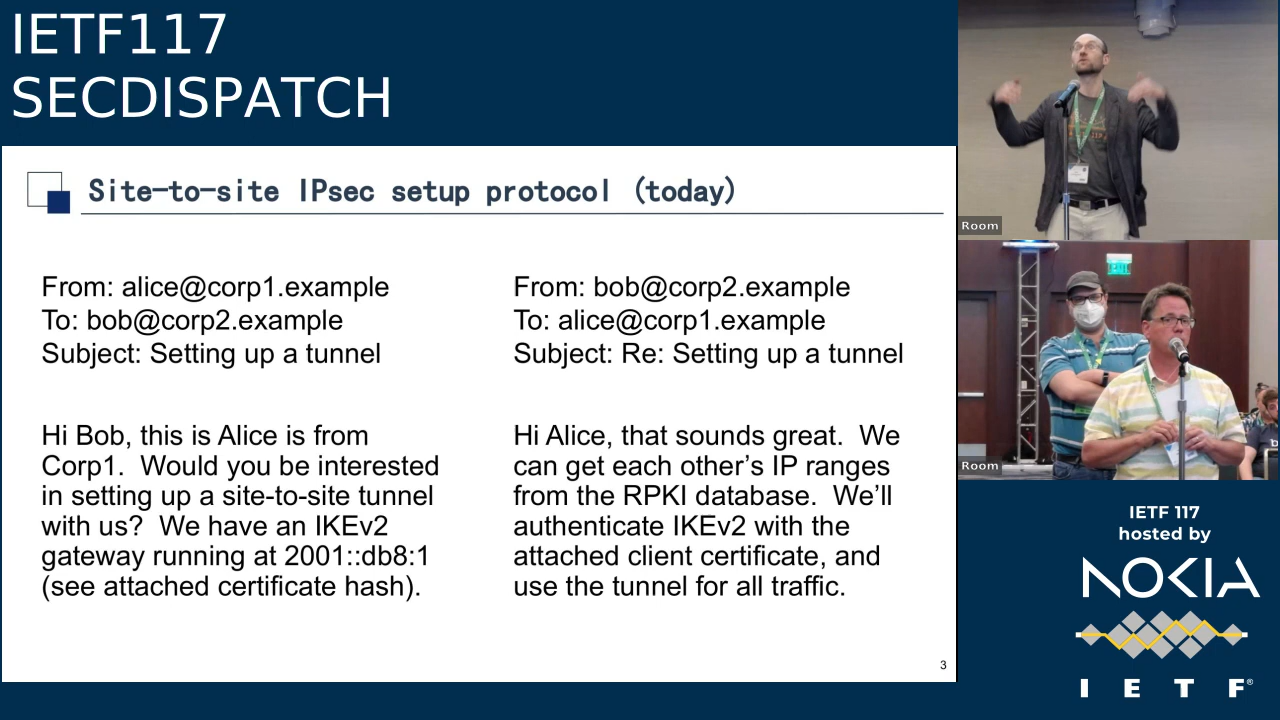 IETF117
SECDISPATCH
Site-to-site IPsec setup protocol (today)
From: alice@corp1.example
To: bob@corp2.example
Subject: Setting up a tunnel
Hi Bob, this is Alice is from
Corp1.  Would you be interested
in setting up a site-to-site tunnel
with us?  We have an IKEv2
gateway running at 2001::db8:1
(see attached certificate hash).
From: bob@corp2.example
To: alice@corp1.example
Subject: Re: Setting up a tunnel
Hi Alice, that sounds great.  We
can get each other’s IP ranges
from the RPKI database.  We’ll
authenticate IKEv2 with the
attached client certificate, and
use the tunnel for all traffic.
3
Room
EXIT
Room
IETF 117
hosted by
NOKIA
I E T F®